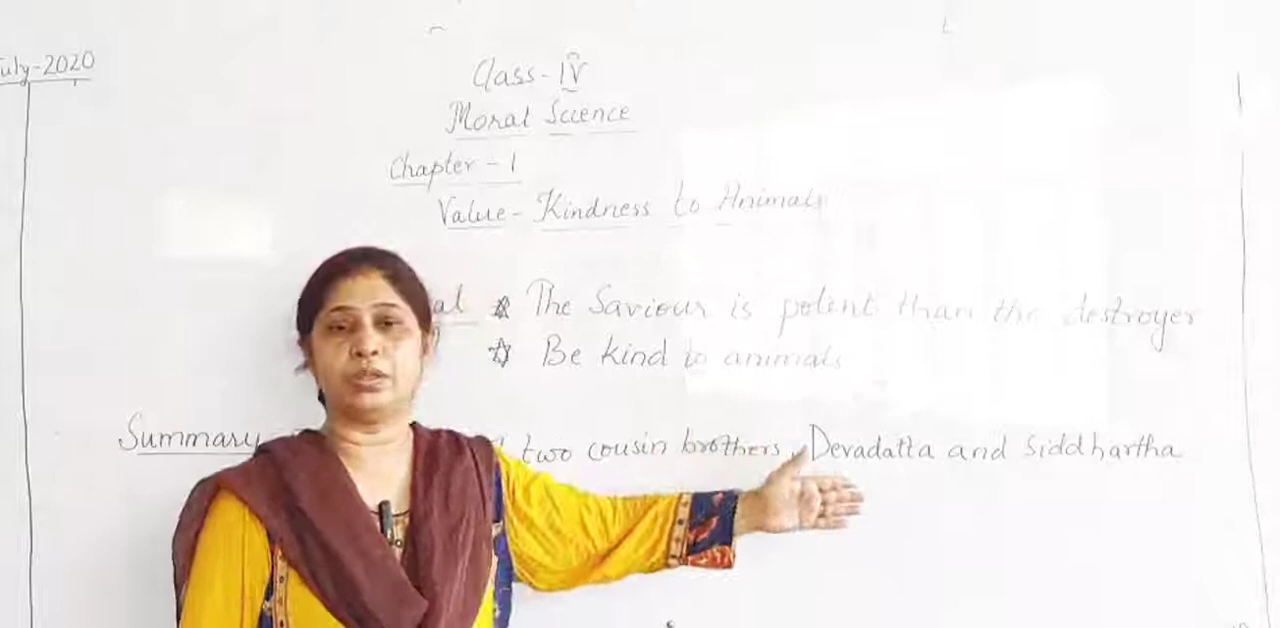 July-2020
Class-IV
Moral Science
Chapter-1
Value- Kindness to Animals
The Saviour is potent than the destroyer
Be kind to animals
Summary
two cousin brothers, Devadatta and Siddhartha